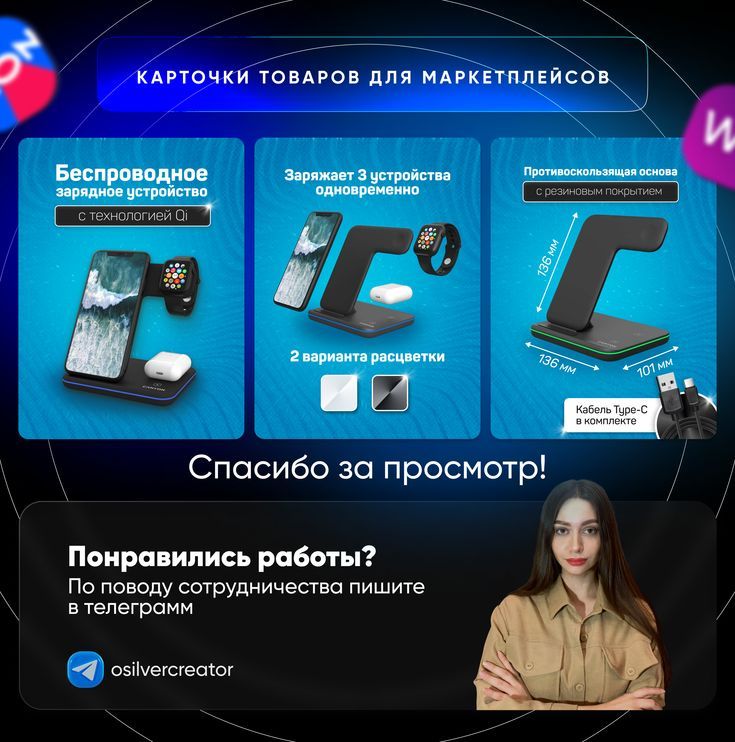 ZON
W
КАРТОЧКИ ТОВАРОВ ДЛЯ МАРКЕТПЛЕЙСОВ
Беспроводное
зарядное устройство
с технологией Qi
CANYON
Заряжает 3 устройства
одновременно
2 варианта расцветки
Противоскользящая основа
с резиновым покрытием
136 мм
136 мм
101 мм
Кабель Type-C
в комплекте
Спасибо за просмотр!
Понравились работы?
По поводу сотрудничества пишите
в телеграмм
osilvercreator